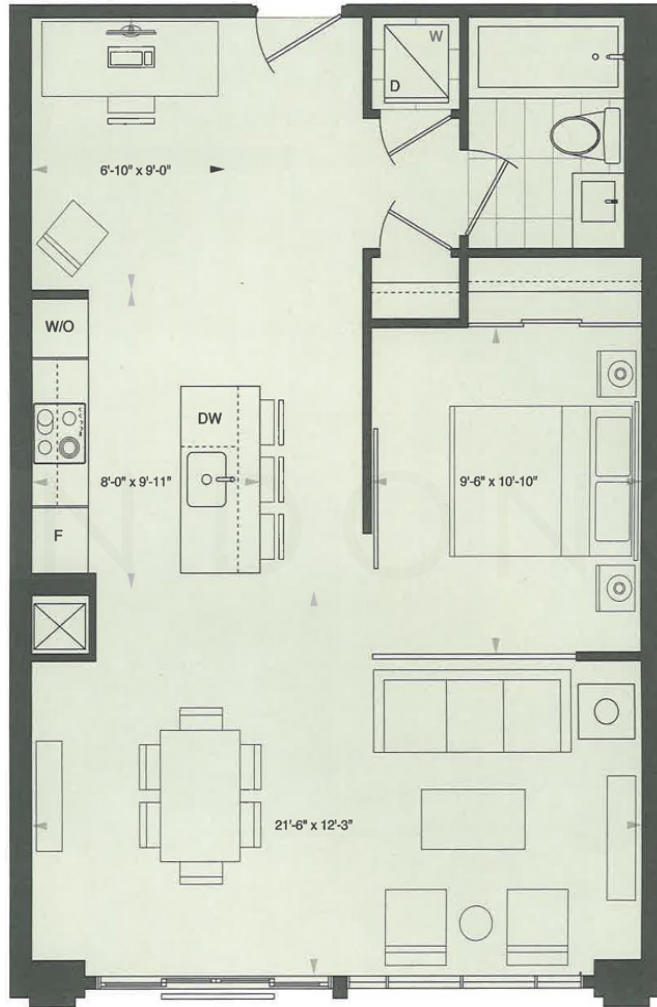 W
D
6'-10" x 9'-0"
W/O
DW
8'-0" x 9'-11"
9'-6" x 10'-10"
F
21'-6" x 12'-3"